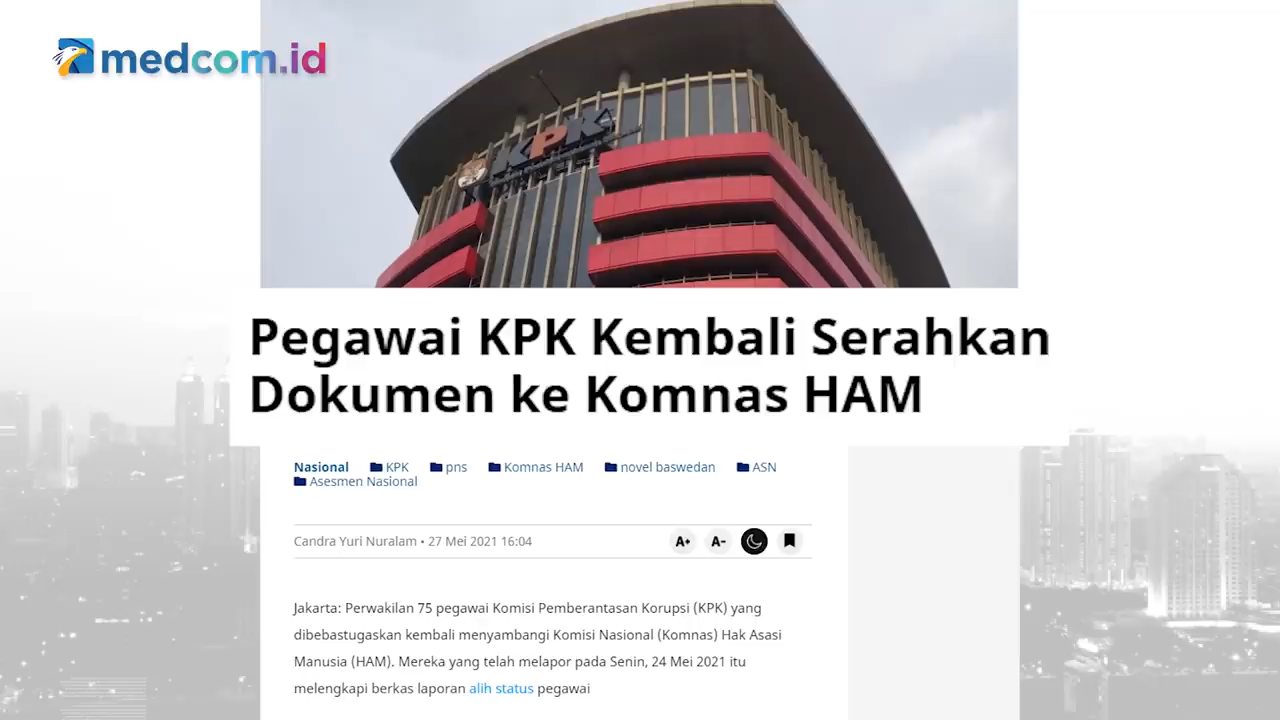 medcom.id
KPK
Pegawai KPK Kembali Serahkan
Dokumen ke Komnas HAM
Nasional KPK pns Komnas HAM novel baswedan ASN
Asesmen Nasional
Candra Yuri Nuralam • 27 Mei 2021 16:04
A+ A-
Jakarta: Perwakilan 75 pegawai Komisi Pemberantasan Korupsi (KPK) yang
dibebastugaskan kembali menyambangi Komisi Nasional (Komnas) Hak Asasi
Manusia (HAM). Mereka yang telah melapor pada Senin, 24 Mei 2021 itu
melengkapi berkas laporan alih status pegawai